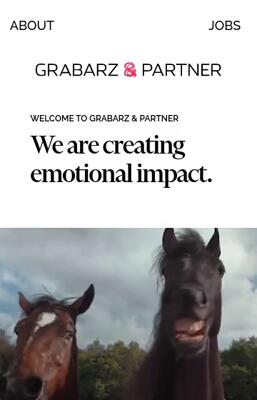 ABOUT
JOBS
GRABARZ & PARTNER
WELCOME TO GRABARZ & PARTNER
We are creating
emotional impact.